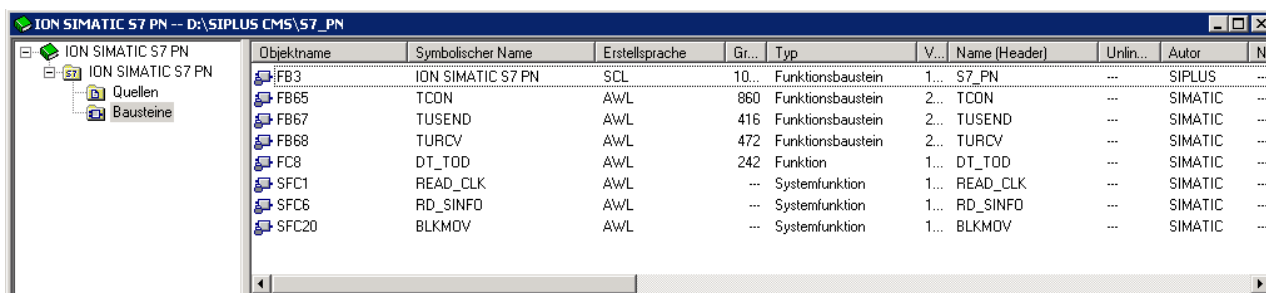 ION SIMATIC S7 PN -- D:\SIPLUS CMS\S7_PN
ION SIMATIC S7 PN
ION SIMATIC S7 PN
Quellen
Bausteine
Objektname Symbolischer Name Erstellsprache Gr... Typ V... Name (Header) Unlin... Autor N
FB3 ION SIMATIC S7 PN SCL 10... Funktionsbaustein 1... S7_PN --- SIPLUS ---
FB65 TCON AWL 860 Funktionsbaustein 2... TCON --- SIMATIC ---
FB67 TUSEND AWL 416 Funktionsbaustein 2... TUSEND --- SIMATIC ---
FB68 TURCV AWL 472 Funktionsbaustein 2... TURCV --- SIMATIC ---
FC8 DT_TOD AWL 242 Funktion 1... DT_TOD --- SIMATIC ---
SFC1 READ_CLK AWL --- Systemfunktion 1... READ_CLK --- SIMATIC ---
SFC6 RD_SINFO AWL --- Systemfunktion 1... RD_SINFO --- SIMATIC ---
SFC20 BLKMOV AWL --- Systemfunktion 1... BLKMOV --- SIMATIC ---